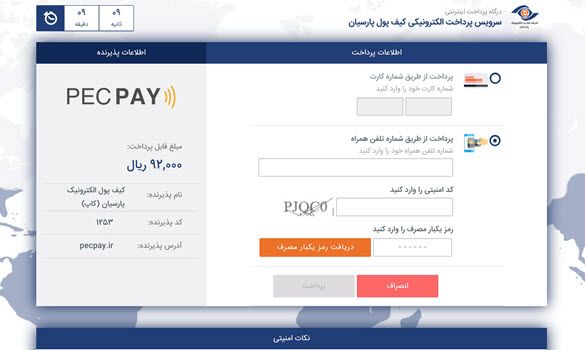 درگاه پرداخت اینترنتی
سرویس پرداخت الکترونیکی کیف پول پارسیان
۰۹ ۰۹
دقیقه ثانیه
اطلاعات پرداخت
پرداخت از طریق شماره کارت
شماره کارت خود را وارد کنید
پرداخت از طریق شماره تلفن همراه
شماره تلفن همراه خود را وارد کنید
کد امنیتی را وارد کنید
PJQC0
رمز یکبار مصرف را وارد کنید
------
دریافت رمز یکبار مصرف
انصراف
پرداخت
اطلاعات پذیرنده
PECPAY
مبلغ قابل پرداخت:
۹۲,۰۰۰ ریال
نام پذیرنده: کیف پول الکترونیک
پارسیان (کاپ)
کد پذیرنده: ۱۲۵۳
آدرس پذیرنده: pecpay.ir
نکات امنیتی